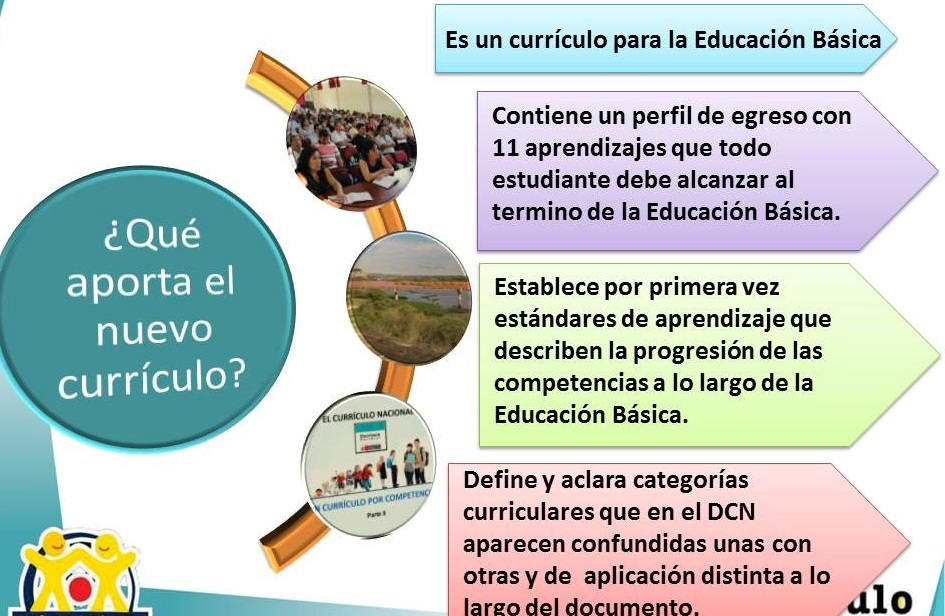 ¿Qué
aporta el
nuevo
currículo?
Es un currículo para la Educación Básica
Contiene un perfil de egreso con
11 aprendizajes que todo
estudiante debe alcanzar al
termino de la Educación Básica.
Establece por primera vez
estándares de aprendizaje que
describen la progresión de las
competencias a lo largo de la
Educación Básica.
Define y aclara categorías
curriculares que en el DCN
aparecen confundidas unas con
otras y de aplicación distinta a lo
largo del documento.
EL CURRÍCULO NACIONAL
N CURRÍCULO POR COMPETENC
Parte II
ulo